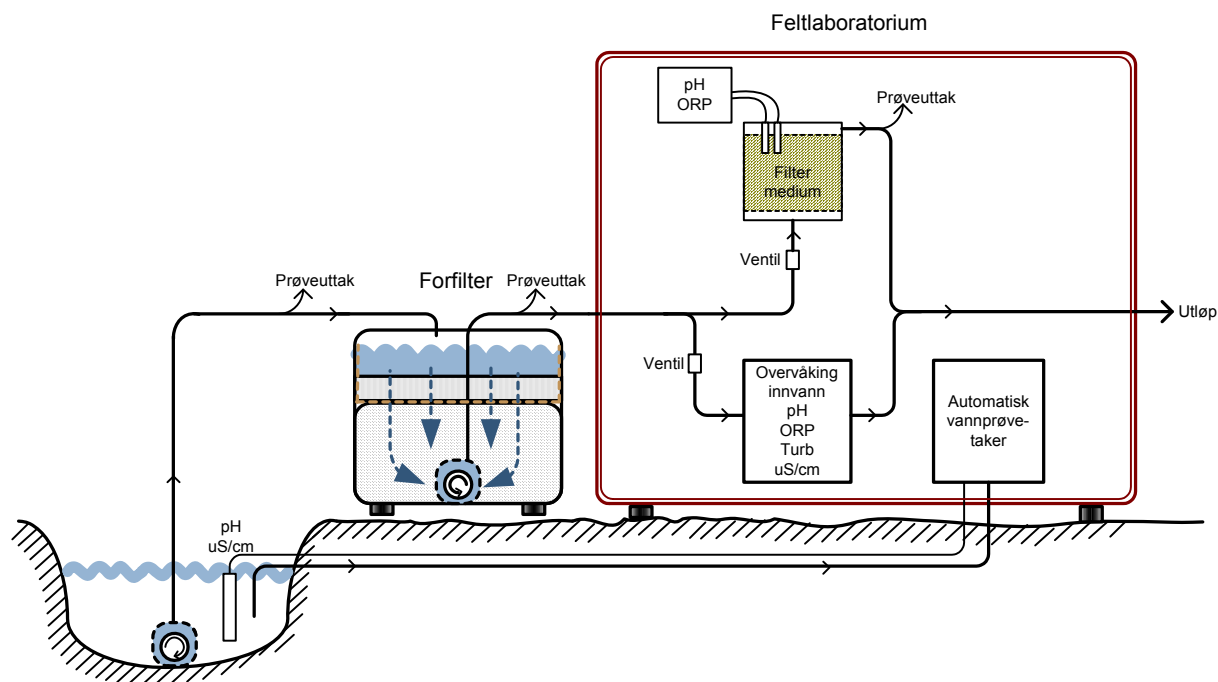 Feltlaboratorium
pH
ORP
Prøveuttak
Filter
medium
Ventil
Prøveuttak
Forfilter
Prøveuttak
Utløp
Ventil
Overvåking
innvann
pH
ORP
Turb
uS/cm
Automatisk
vannprøve-
taker
pH
uS/cm